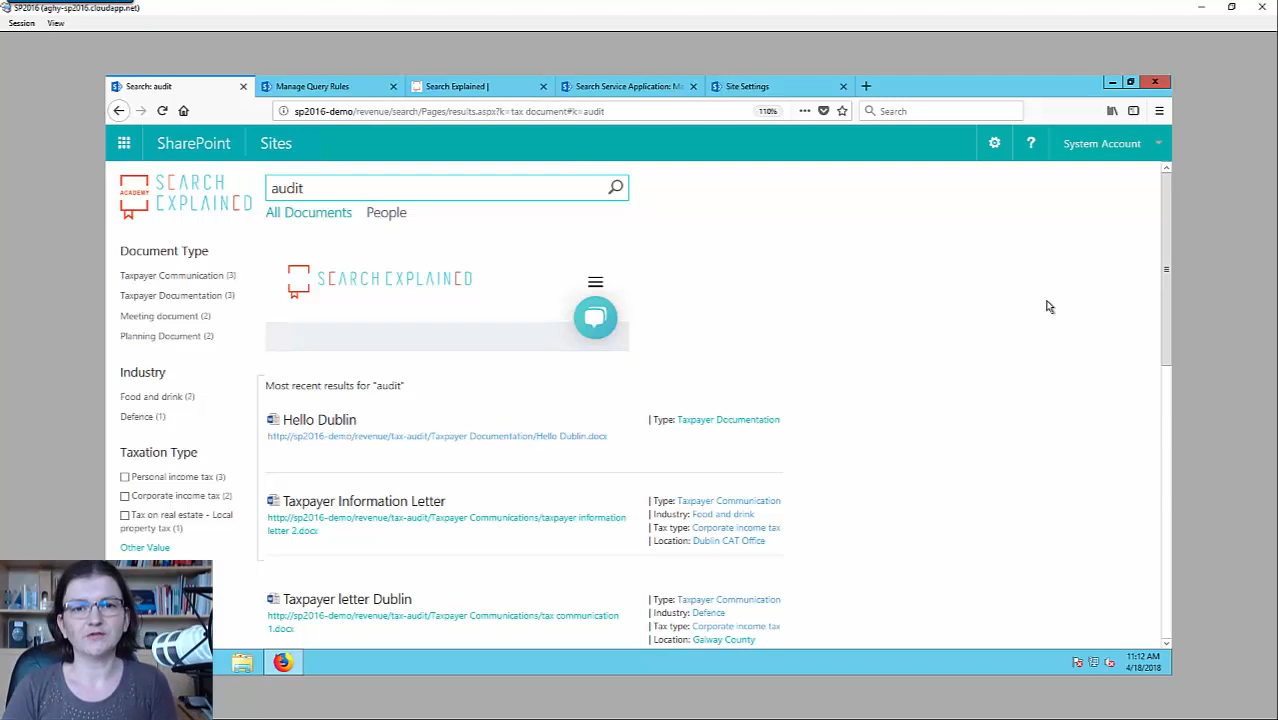 SP2016 (aghy-sp2016.cloudapp.net)
Session View
Search: audit
Manage Query Rules
Search Explained |
Search Service Application: Ma
Site Settings
sp2016-demo/revenue/search/Pages/results.aspx?k=tax document#k=audit
110%
Search
SharePoint
Sites
?
System Account
ACADEMY
SEARCH
EXPLAINED
audit
All Documents People
SEARCH EXPLAINED
Document Type
Taxpayer Communication (3)
Taxpayer Documentation (3)
Meeting document (2)
Planning Document (2)
Industry
Food and drink (2)
Defence (1)
Taxation Type
Personal income tax (3)
Corporate income tax (2)
Tax on real estate - Local
property tax (1)
Other Value
Most recent results for "audit"
Hello Dublin
http://sp2016-demo/revenue/tax-audit/Taxpayer Documentation/Hello Dublin.docx
| Type: Taxpayer Documentation
Taxpayer Information Letter
http://sp2016-demo/revenue/tax-audit/Taxpayer Communications/taxpayer information
letter 2.docx
| Type: Taxpayer Communication
| Industry: Food and drink
| Tax type: Corporate income tax
| Location: Dublin CAT Office
Taxpayer letter Dublin
http://sp2016-demo/revenue/tax-audit/Taxpayer Communications/tax communication
1.docx
| Type: Taxpayer Communication
| Industry: Defence
| Tax type: Corporate income tax
| Location: Galway County
11:12 AM
4/18/2018